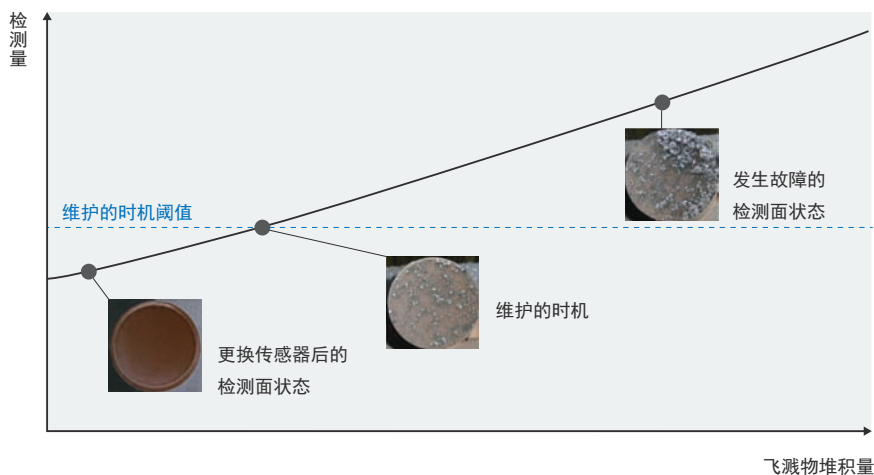 检测量
维护的时机阈值
发生故障的
检测面状态
维护的时机
更换传感器后的
检测面状态
飞溅物堆积量